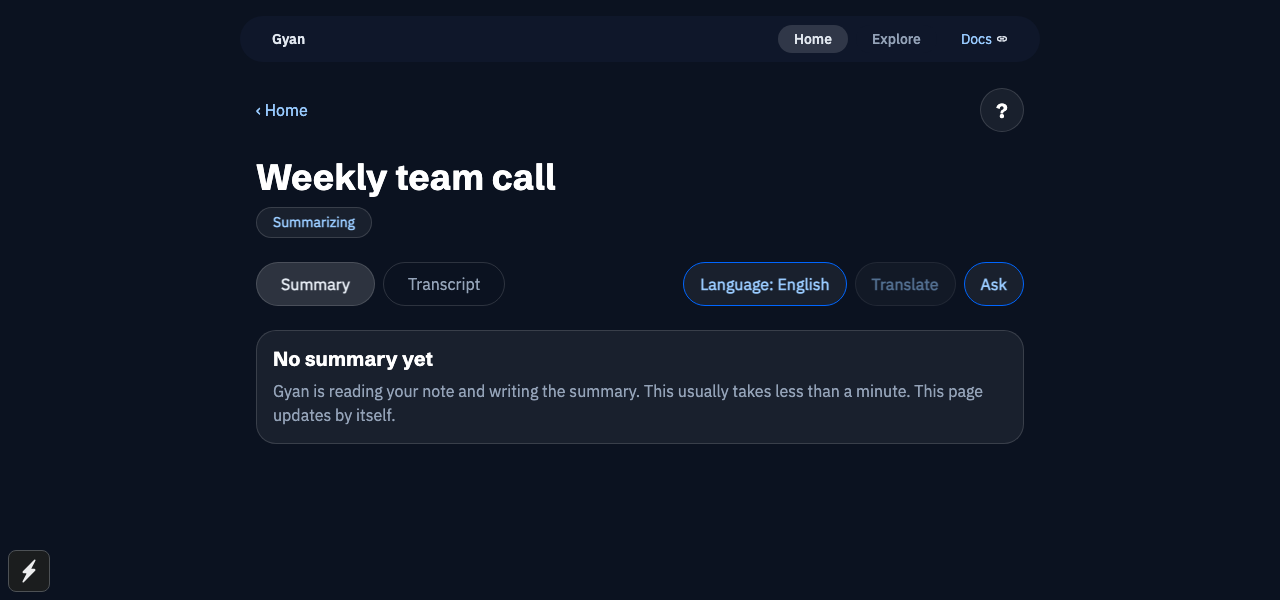 Gyan
Home
Explore
Docs
‹ Home
?
Weekly team call
Summarizing
Summary
Transcript
Language: English
Translate
Ask
No summary yet
Gyan is reading your note and writing the summary. This usually takes less than a minute. This page
updates by itself.